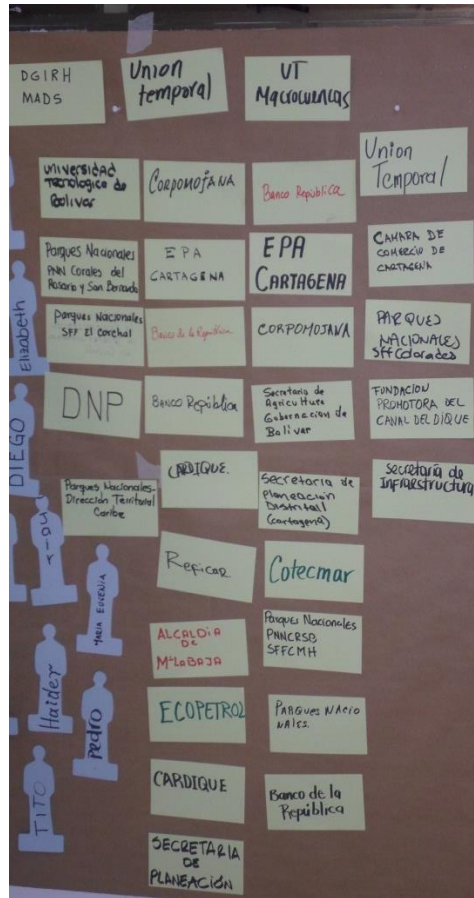 DGIRH
MADS
Union
temporal
UT
Macrocuencas
Universidad
Tecnologica de
Bolivar
Corpomojana
Banco República
Union
Temporal
Parques Nacionales
PNN Corales del
Rosario y San Bernardo
EPA
CARTAGENA
EPA
CARTAGENA
CAMARA DE
COMERCIO DE
CARTAGENA
Parques Nacionales
SFF El Corchal
Banco de la República
CORPOMOJANA
PARQUES
NACIONALES
SFF Colorados
DNP
Banco República
Secretaria de
Agricultura
Gobernacion de
Bolivar
FUNDACION
PROMOTORA DEL
CANAL DEL DIQUE
Parques Nacionales-
Dirección Territorial
Caribe
CARDIQUE.
Secretaria de
Planeación
Distrital
(cartagena)
Secretaría de
Infraestructura
Reficar
Cotecmar
ALCALDIA
DE
Mª LA BAJA
Parques Nacionales
PNNCRSB
SFFCMH
ECOPETROL
PARQUES NACIO
NALES
CARDIQUE
Banco de la
República
SECRETARIA
DE
PLANEACIÓN
Elizabeth
DIEGO
MARIA EUGENIA
Haider
Pedro
TITO